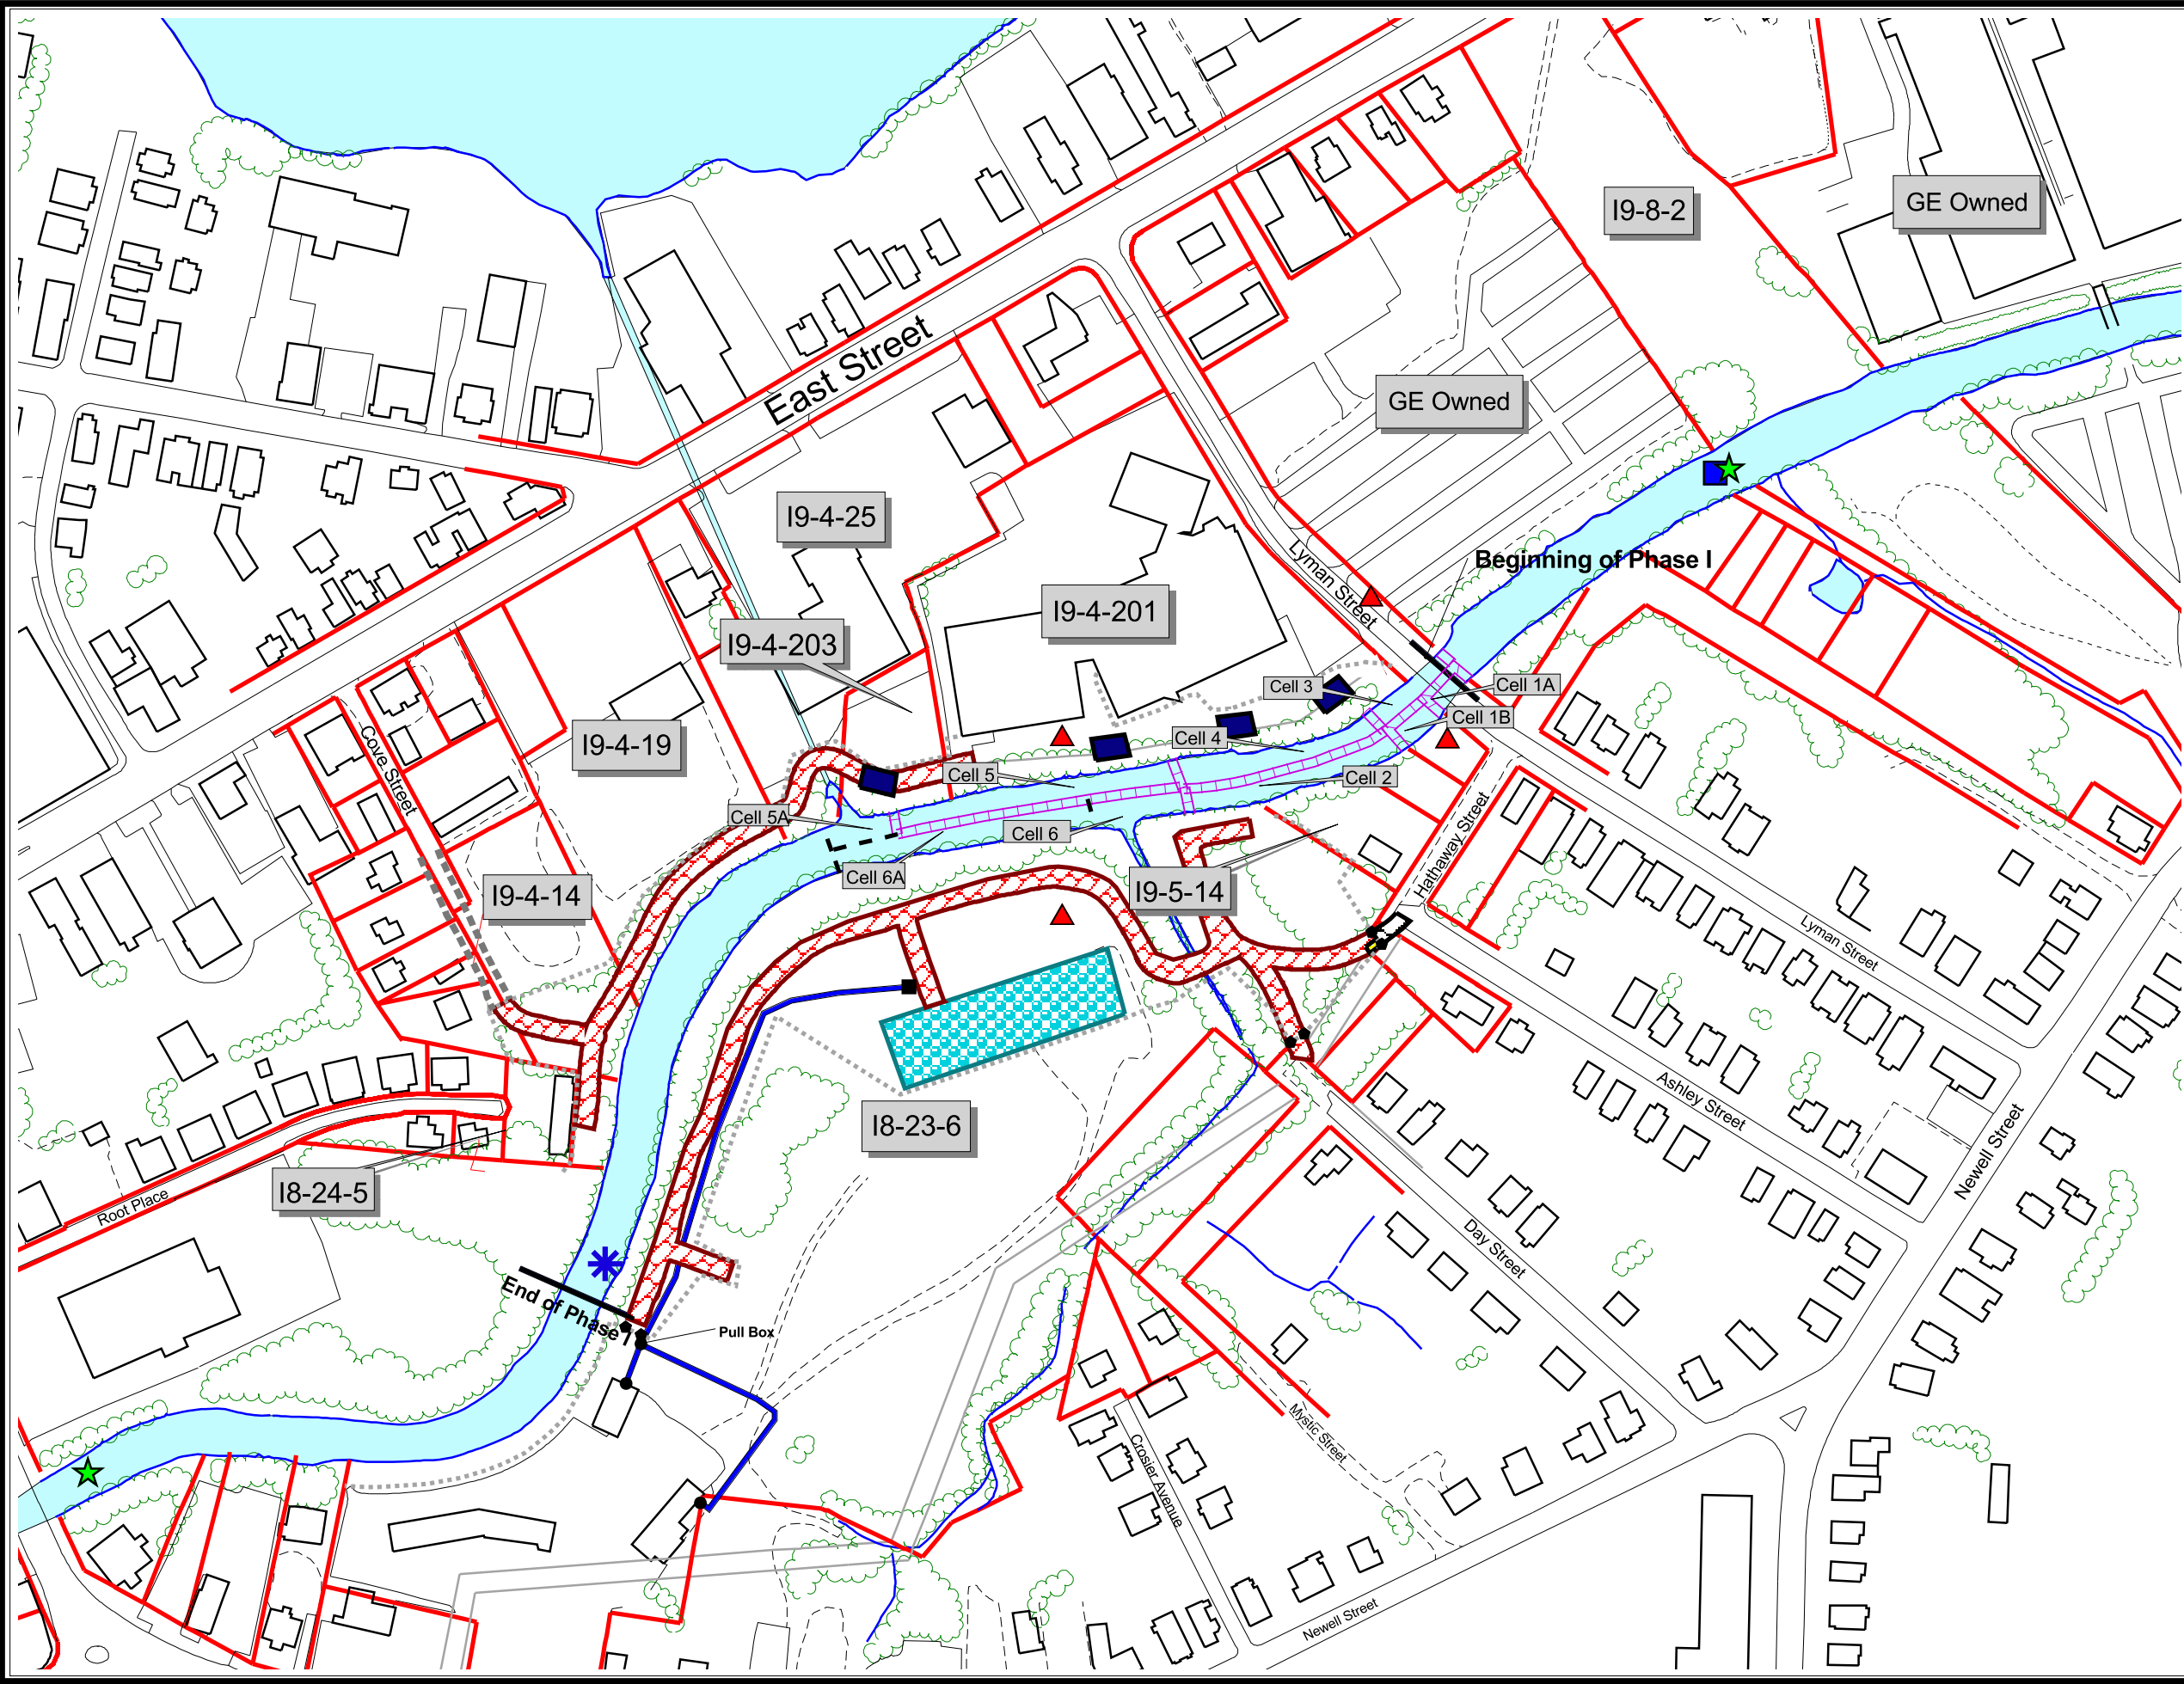 I9-8-2
GE Owned
East Street
GE Owned
I9-4-25
Lyman Street
Beginning of Phase I
I9-4-201
I9-4-203
Cell 3
Cell 1A
Cell 1B
I9-4-19
Cell 4
Cove Street
Cell 5
Cell 2
Cell 5A
Cell 6
Hathaway Street
Cell 6A
I9-4-14
I9-5-14
Lyman Street
Ashley Street
I8-23-6
Newell Street
I8-24-5
Root Place
Day Street
End of Phase I
Pull Box
Mystic Street
Crosier Avenue
Newell Street